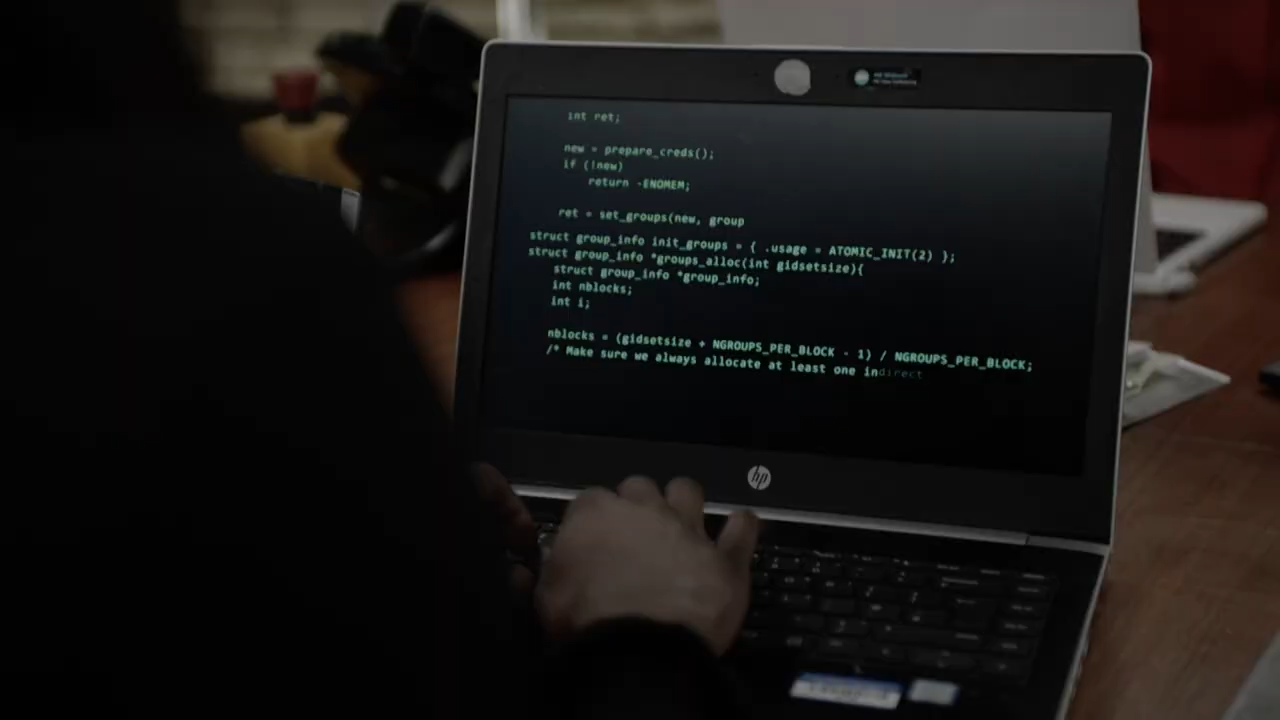 int ret;
new = prepare_creds();
if (!new)
return -ENOMEM;
ret = set_groups(new, group
struct group_info init_groups = { .usage = ATOMIC_INIT(2) };
struct group_info *groups_alloc(int gidsetsize){
struct group_info *group_info;
int nblocks;
int i;
nblocks = (gidsetsize + NGROUPS_PER_BLOCK - 1) / NGROUPS_PER_BLOCK;
/* Make sure we always allocate at least one indirect
hp